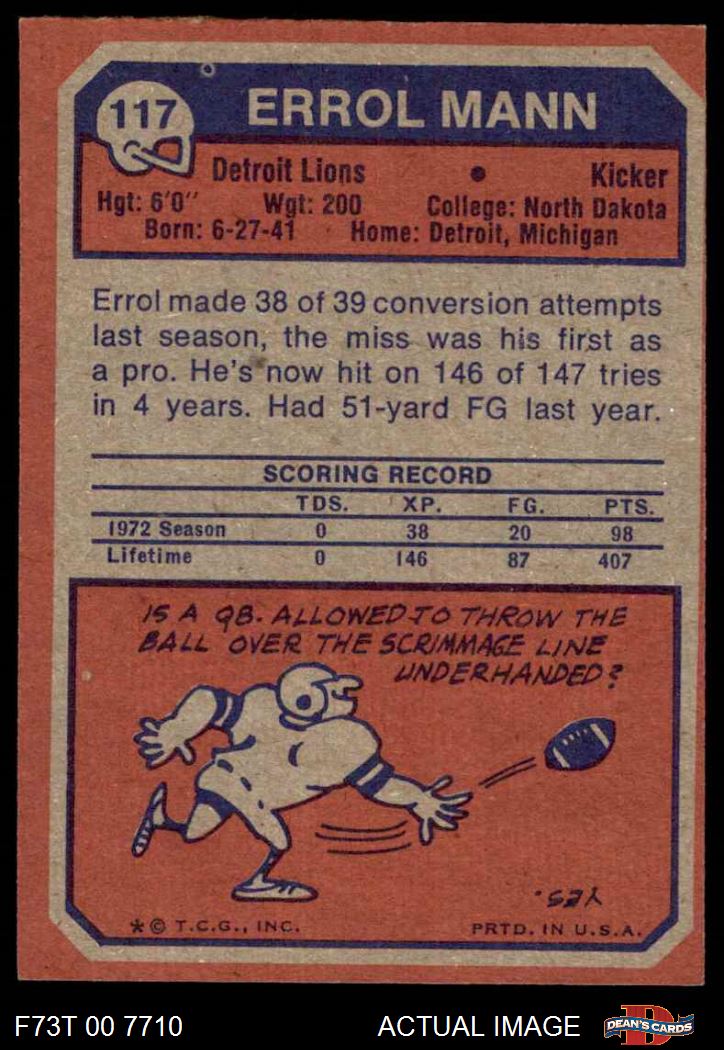 117
ERROL MANN
Detroit Lions • Kicker
Hgt: 6'0" Wgt: 200 College: North Dakota
Born: 6-27-41 Home: Detroit, Michigan
Errol made 38 of 39 conversion attempts
last season, the miss was his first as
a pro. He's now hit on 146 of 147 tries
in 4 years. Had 51-yard FG last year.
SCORING RECORD
TDS. XP. FG. PTS.
1972 Season 0 38 20 98
Lifetime 0 146 87 407
IS A QB. ALLOWED TO THROW THE
BALL OVER THE SCRIMMAGE LINE
UNDERHANDED?
YES.
* © T.C.G., INC. PRTD. IN U.S.A.
F73T 00 7710 ACTUAL IMAGE D DEAN'S CARDS